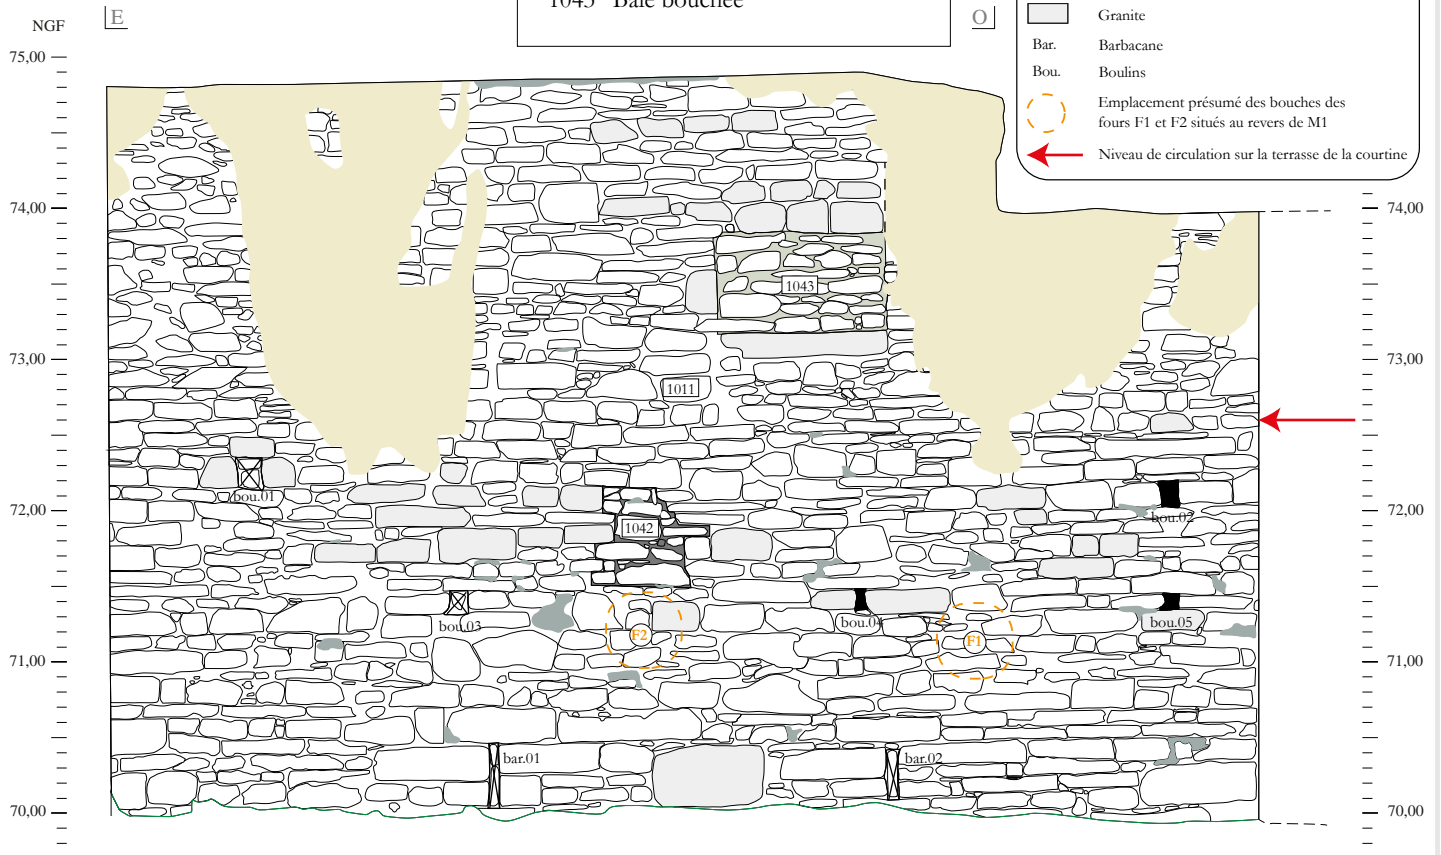 NGF
E
1043 Baie bouchée
O
Granite
Bar. Barbacane
Bou. Boulins
Emplacement présumé des bouches des
fours F1 et F2 situés au revers de M1
Niveau de circulation sur la terrasse de la courtine
75,00
74,00
74,00
1043
73,00
73,00
1011
bou.01
72,00
72,00
bou.02
1042
bou.03
bou.04
bou.05
F2
F1
71,00
71,00
bar.01
bar.02
70,00
70,00